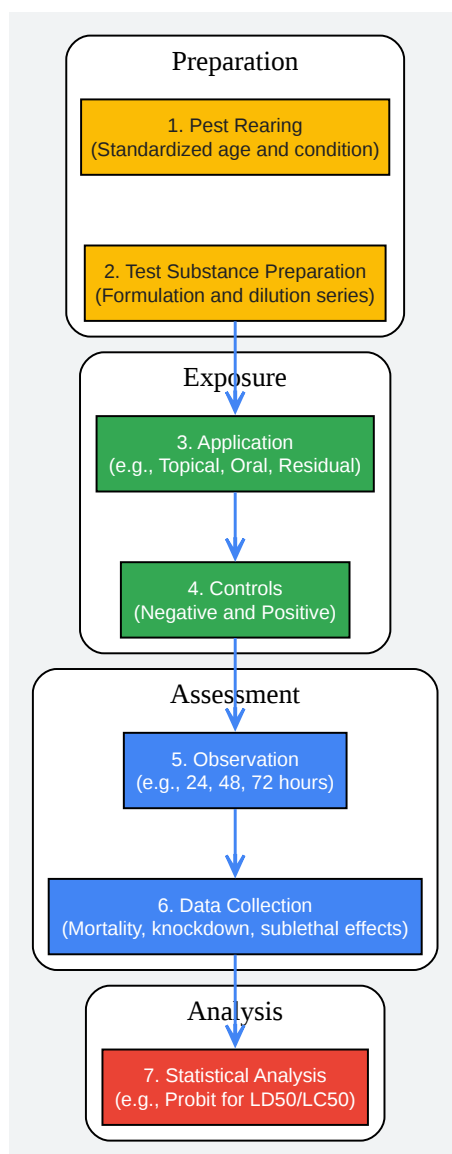 Preparation
1. Pest Rearing
(Standardized age and condition)
2. Test Substance Preparation
(Formulation and dilution series)
Exposure
3. Application
(e.g., Topical, Oral, Residual)
4. Controls
(Negative and Positive)
Assessment
5. Observation
(e.g., 24, 48, 72 hours)
6. Data Collection
(Mortality, knockdown, sublethal effects)
Analysis
7. Statistical Analysis
(e.g., Probit for LD50/LC50)